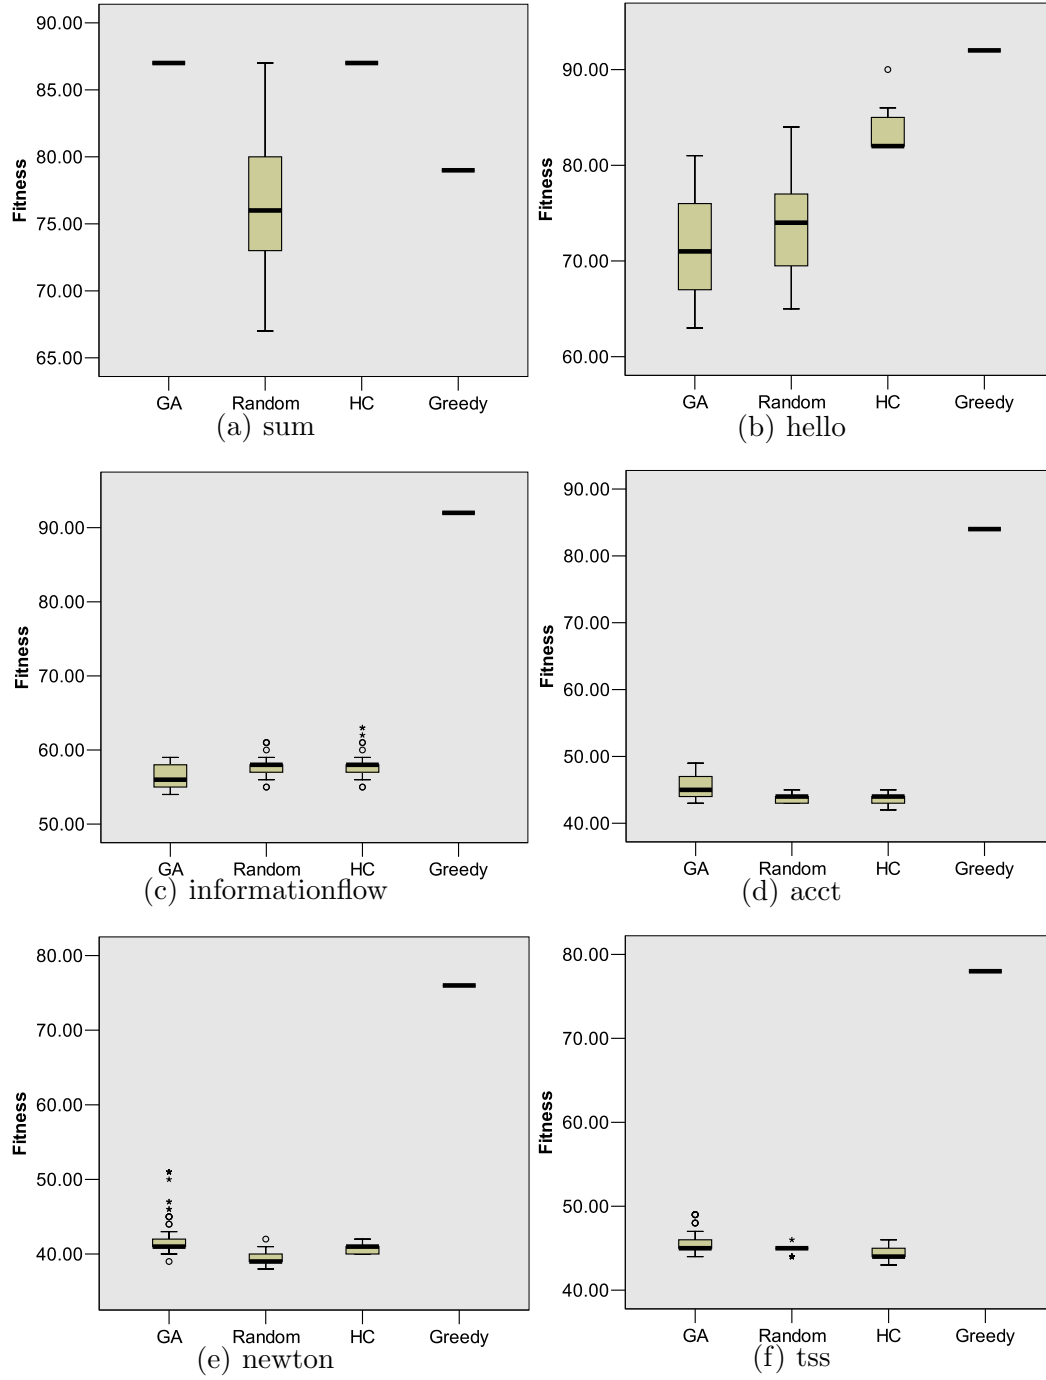 90.00
85.00
80.00
75.00
70.00
65.00
Fitness
GA Random HC Greedy
(a) sum
90.00
80.00
70.00
60.00
Fitness
GA Random HC Greedy
(b) hello
90.00
80.00
70.00
60.00
50.00
Fitness
GA Random HC Greedy
(c) informationflow
90.00
80.00
70.00
60.00
50.00
40.00
Fitness
GA Random HC Greedy
(d) acct
80.00
70.00
60.00
50.00
40.00
Fitness
GA Random HC Greedy
(e) newton
80.00
70.00
60.00
50.00
40.00
Fitness
GA Random HC Greedy
(f) tss